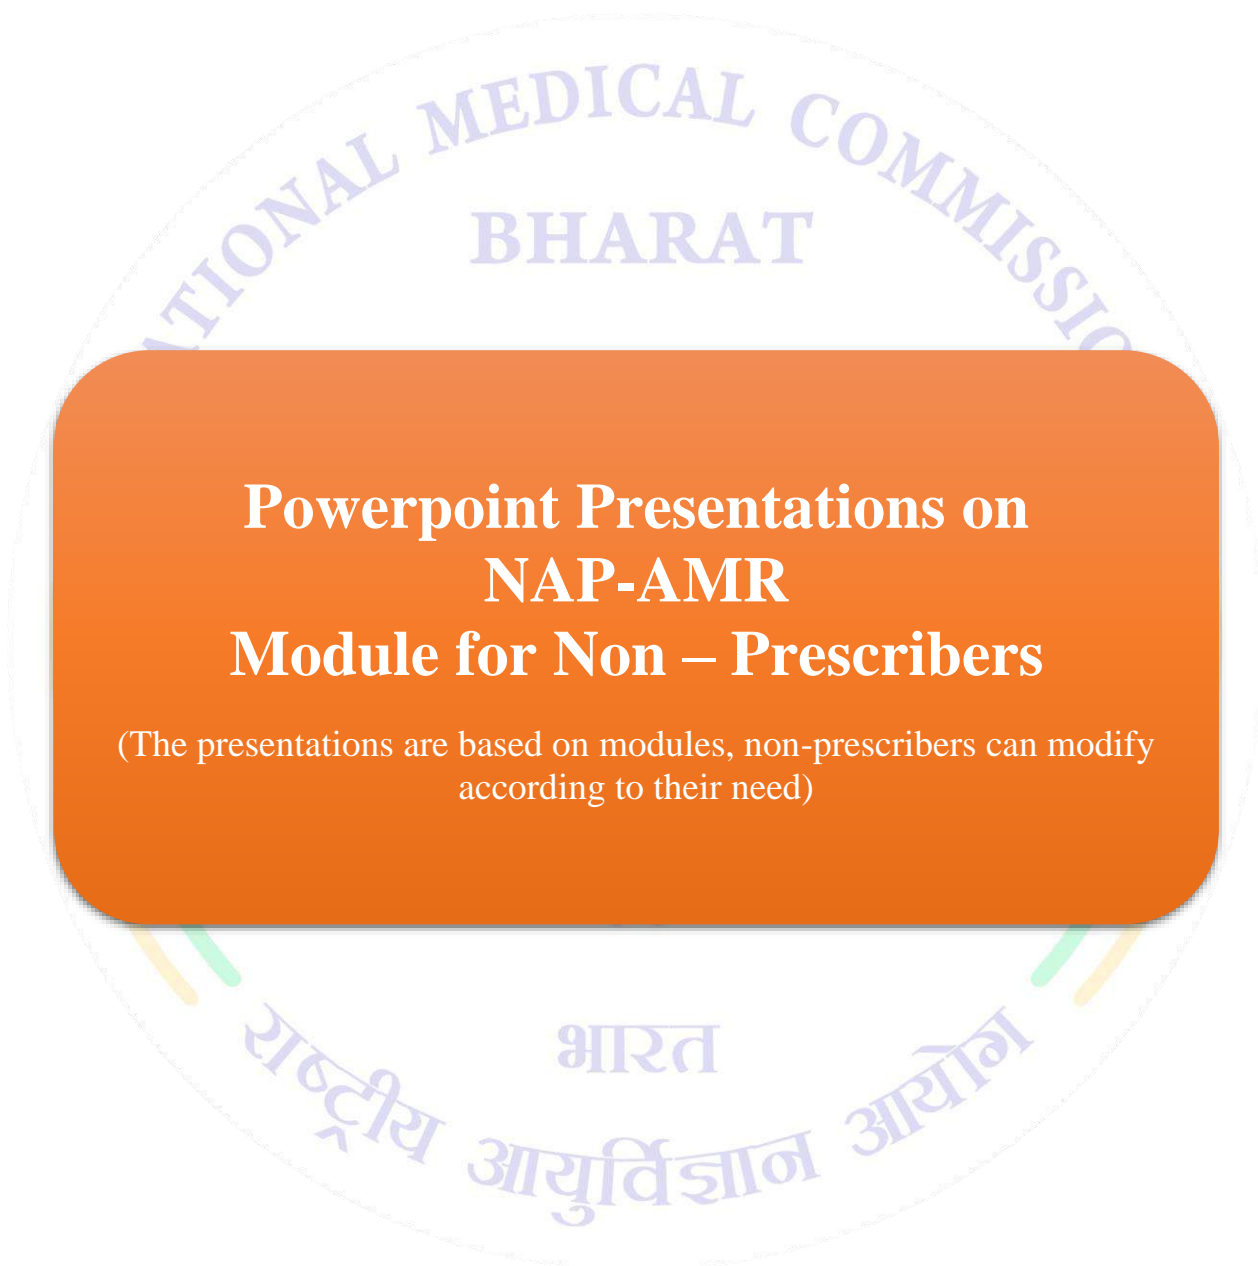 NATIONAL MEDICAL COMMISSION
BHARAT
Powerpoint Presentations on
NAP-AMR
Module for Non – Prescribers
(The presentations are based on modules, non-prescribers can modify
according to their need)
भारत
राष्ट्रीय आयुर्विज्ञान आयोग